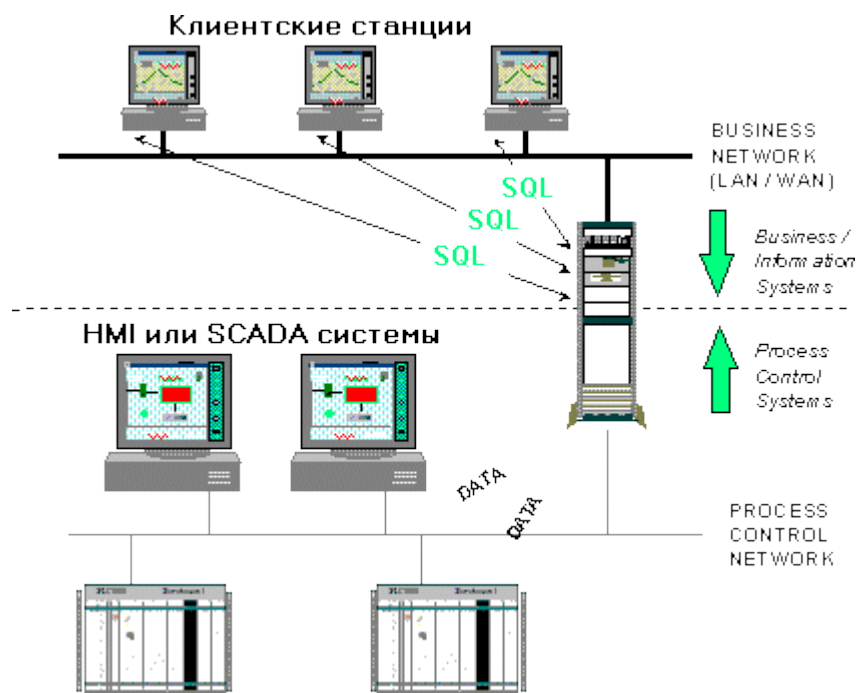 Клиентские станции
BUSINESS
NETWORK
(LAN / WAN)
SQL
SQL
SQL
Business /
Information
Systems
HMI или SCADA системы
Process
Control
Systems
DATA
DATA
PROCESS
CONTROL
NETWORK